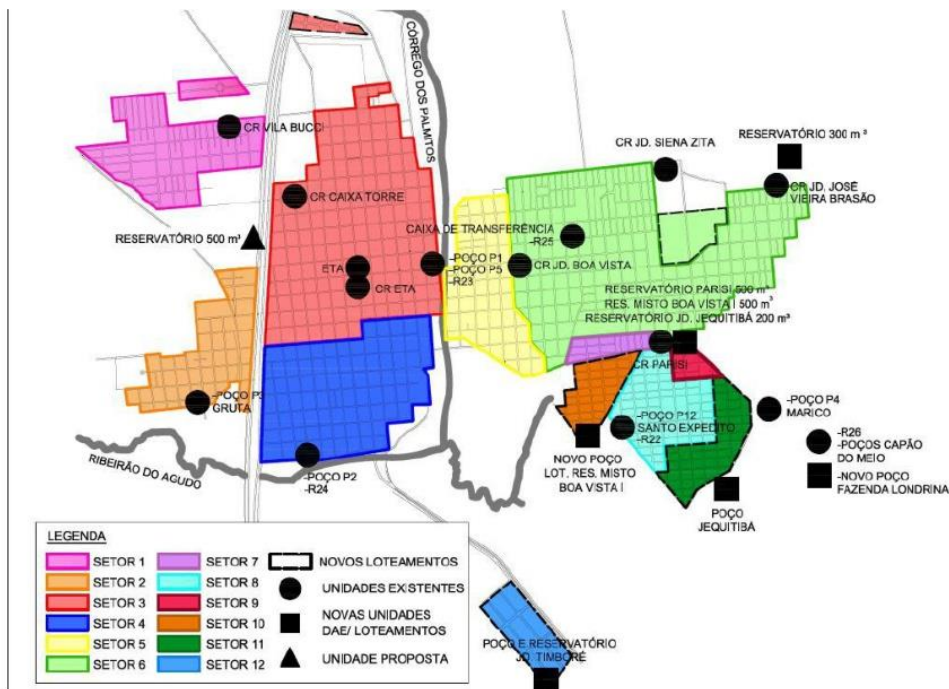 CÓRREGO DOS PALMITOS
CR VILA BUCCI
CR CAIXA TORRE
RESERVATÓRIO 500 m³
ETA
CR ETA
-POÇO P1
-POÇO P5
-R23
CAIXA DE TRANSFERÊNCIA
-R25
CR JD. BOA VISTA
CR JD. SIENA ZITA
RESERVATÓRIO 300 m³
CR JD. JOSÉ
VIEIRA BRASÃO
RESERVATÓRIO PARISI 500 m³
RES. MISTO BOA VISTA I 500 m³
RESERVATÓRIO JD. JEQUITIBÁ 200 m³
CR PARISI
-POÇO P3
GRUTA
RIBEIRÃO DO AGUDO
-POÇO P2
-R24
-POÇO P12
SANTO EXPEDITO
-R22
NOVO POÇO
LOT. RES. MISTO
BOA VISTA I
-POÇO P4
MARICO
-R26
-POÇOS CAPÃO
DO MEIO
-NOVO POÇO
FAZENDA LONDRINA
POÇO
JEQUITIBÁ
POÇO E RESERVATÓRIO
JD. TIMBORÉ
LEGENDA
SETOR 1
SETOR 2
SETOR 3
SETOR 4
SETOR 5
SETOR 6
SETOR 7
SETOR 8
SETOR 9
SETOR 10
SETOR 11
SETOR 12
NOVOS LOTEAMENTOS
UNIDADES EXISTENTES
NOVAS UNIDADES
DAE/ LOTEAMENTOS
UNIDADE PROPOSTA